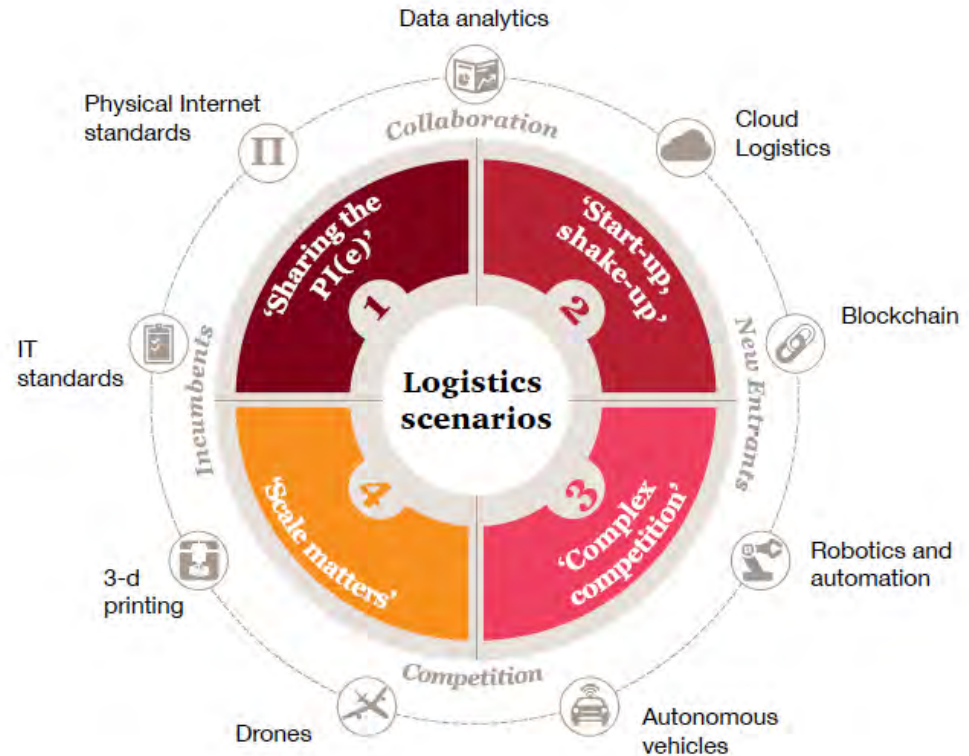 Data analytics
Physical Internet
standards
Collaboration
Cloud
Logistics
‘Sharing the
PI(e)’
1
‘Start-up,
shake-up’
2
Blockchain
IT
standards
Incumbents
Logistics
scenarios
New Entrants
4
‘Scale matters’
3
‘Complex
competition’
3-d
printing
Robotics and
automation
Competition
Drones
Autonomous
vehicles